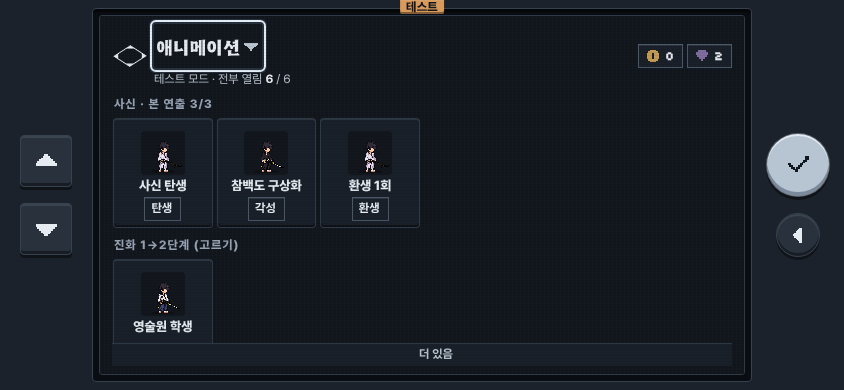 테스트
애니메이션
0 2
테스트 모드 · 전부 열림 6 / 6
사신 · 본 연출 3/3
사신 탄생 참백도 구상화 환생 1회
탄생 각성 환생
진화 1→2단계 (고르기)
영술원 학생
더 있음